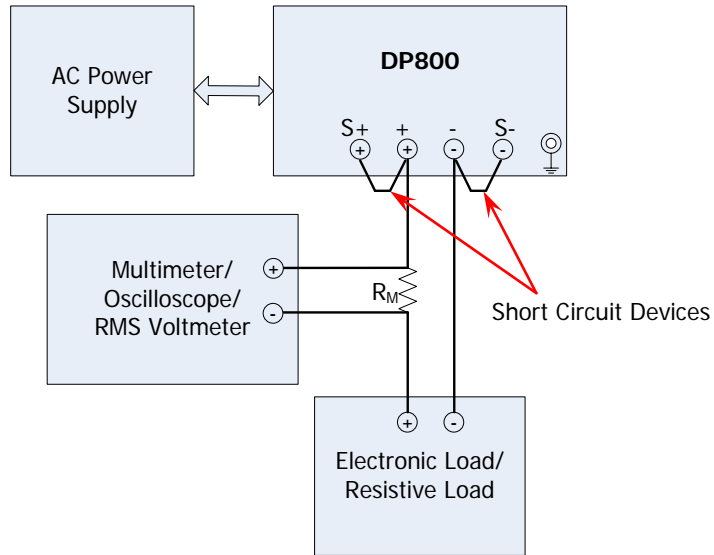 AC Power
Supply
DP800
S+ + - S-
+ + - -
Multimeter/
Oscilloscope/
RMS Voltmeter
+
-
RM
Short Circuit Devices
+ -
Electronic Load/
Resistive Load